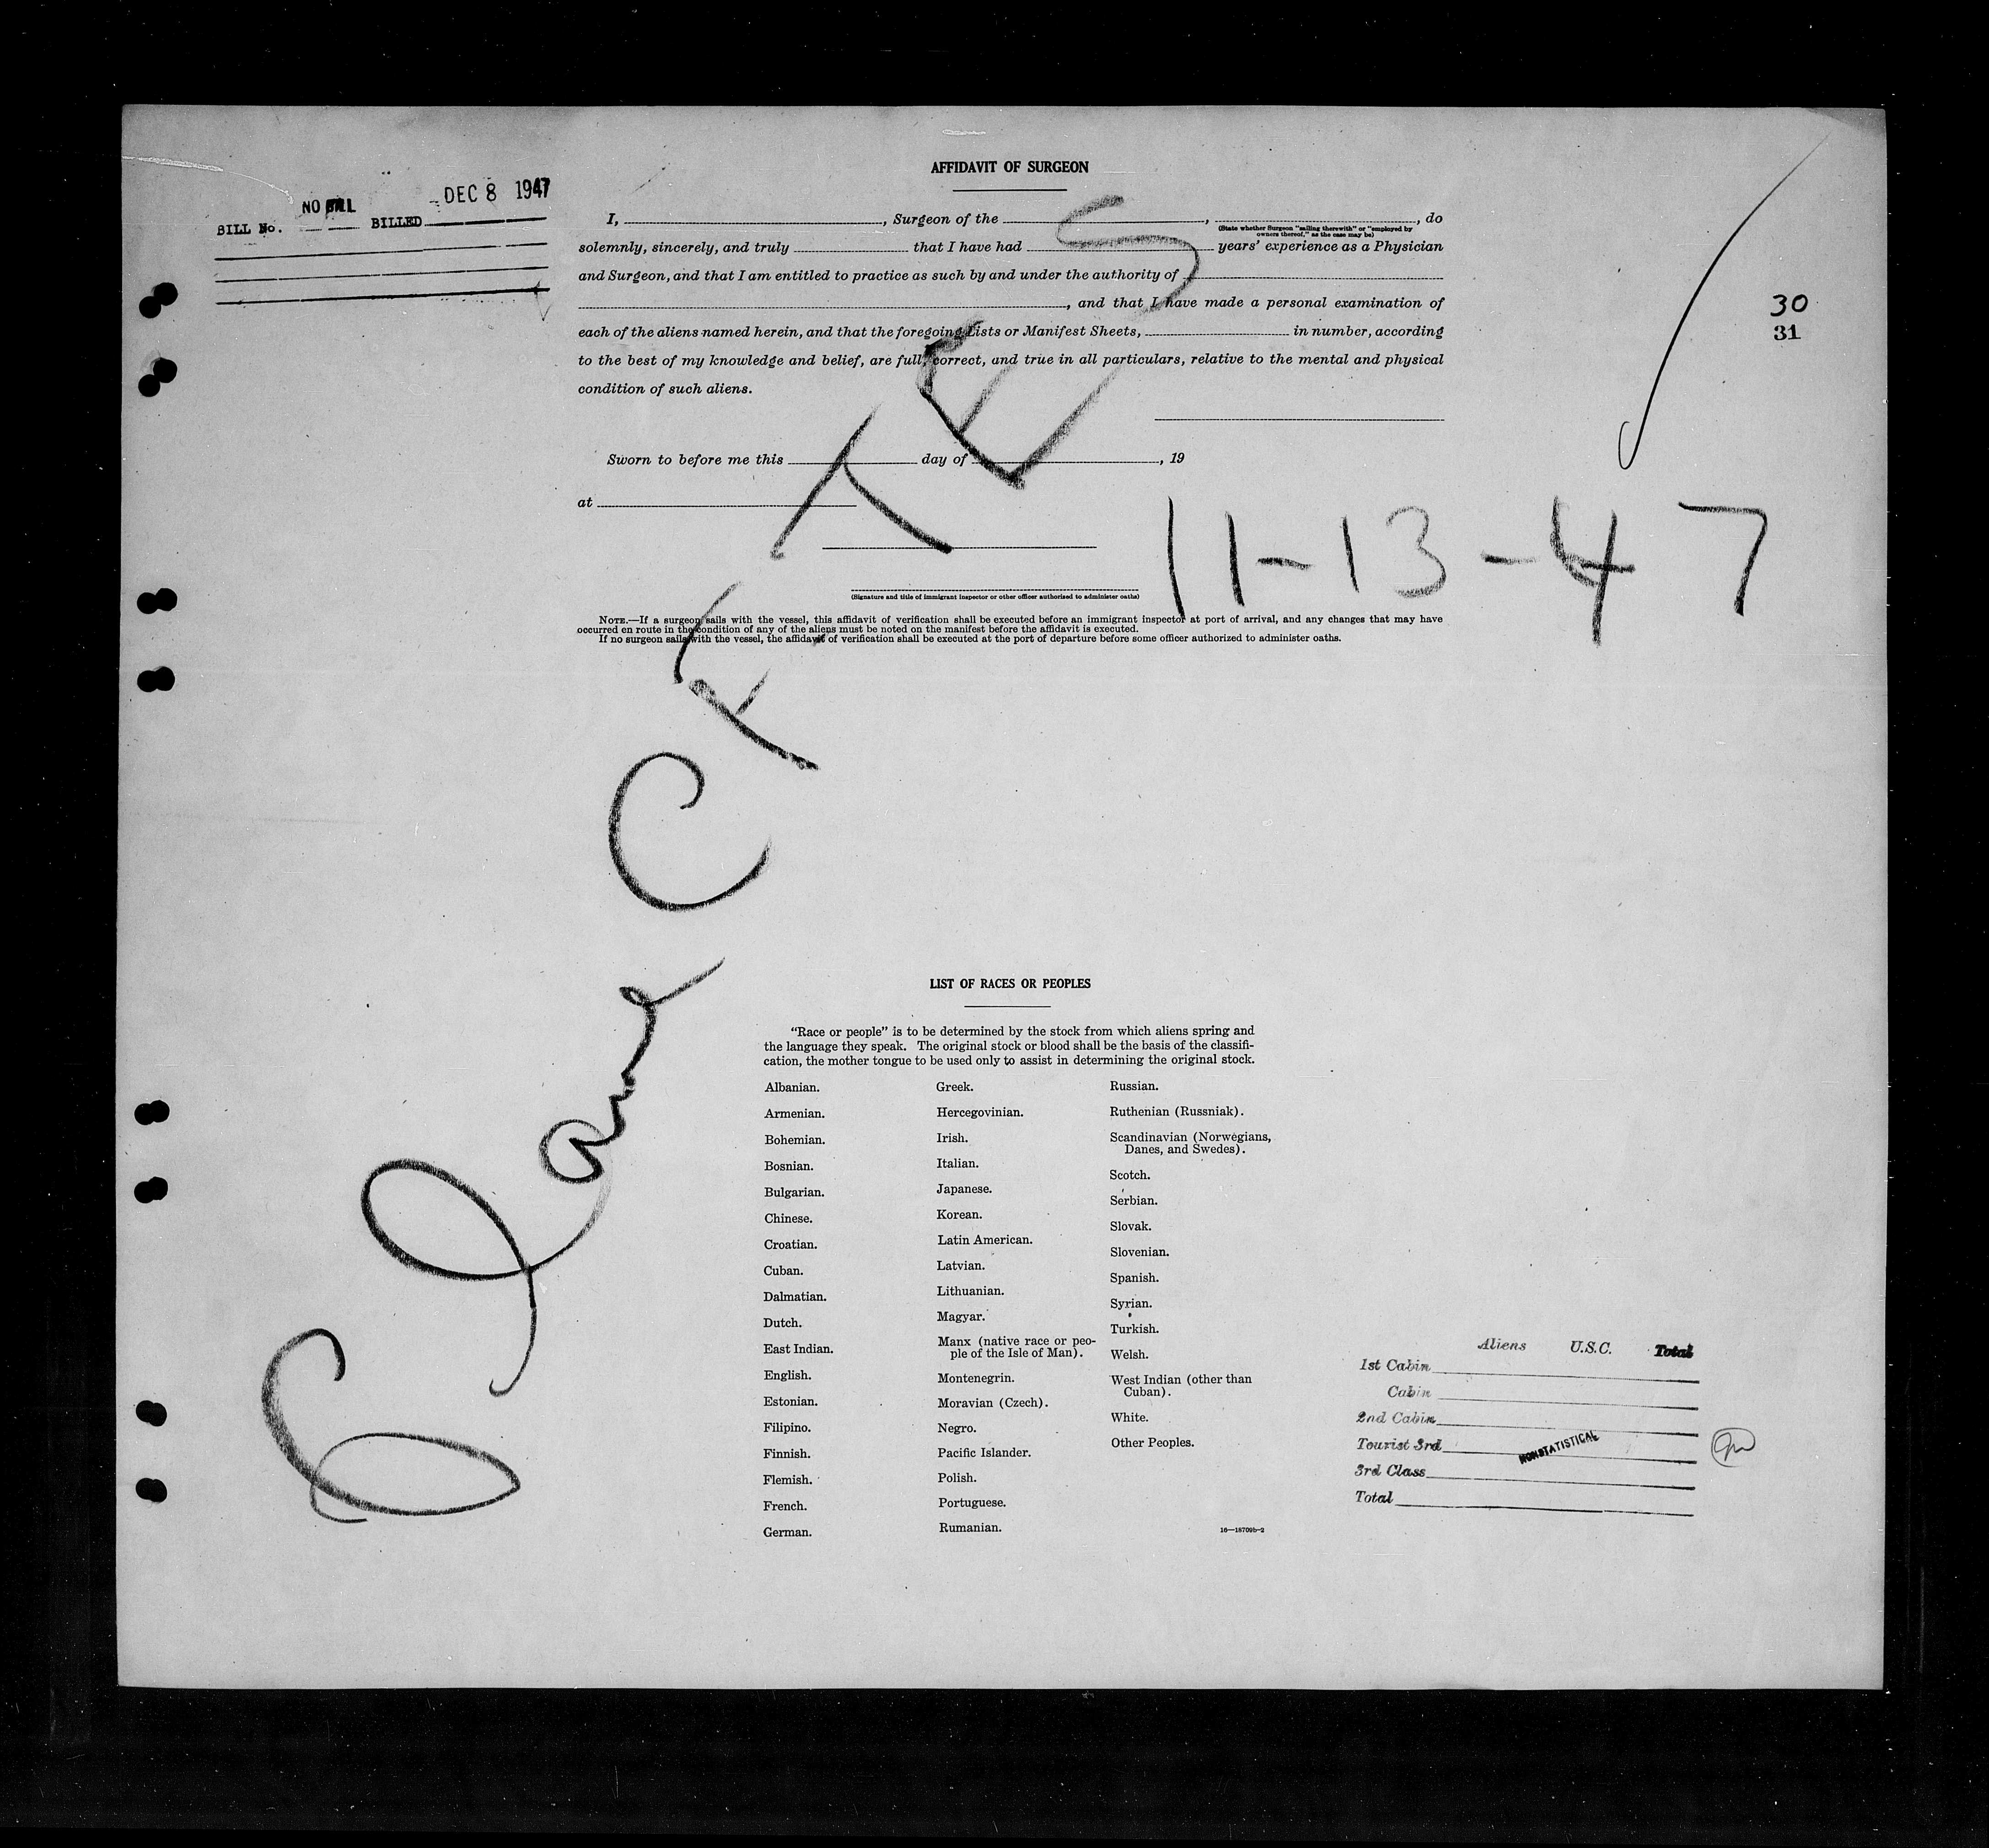 AFFIDAVIT OF SURGEON
BILL No. NO BILL BILLED DEC 8 1947
I, , Surgeon of the , , do
(State whether Surgeon "sailing therewith" or "employed by
owners thereof," as the case may be)
solemnly, sincerely, and truly that I have had years' experience as a Physician
and Surgeon, and that I am entitled to practice as such by and under the authority of
, and that I have made a personal examination of
each of the aliens named herein, and that the foregoing Lists or Manifest Sheets, in number, according
to the best of my knowledge and belief, are full, correct, and true in all particulars, relative to the mental and physical
condition of such aliens.
30
31
Sworn to before me this day of , 19
at
11-13-47
(Signature and title of immigrant inspector or other officer authorized to administer oaths)
NOTE.—If a surgeon sails with the vessel, this affidavit of verification shall be executed before an immigrant inspector at port of arrival, and any changes that may have
occurred en route in the condition of any of the aliens must be noted on the manifest before the affidavit is executed.
If no surgeon sails with the vessel, the affidavit of verification shall be executed at the port of departure before some officer authorized to administer oaths.
LIST OF RACES OR PEOPLES
"Race or people" is to be determined by the stock from which aliens spring and
the language they speak. The original stock or blood shall be the basis of the classifi-
cation, the mother tongue to be used only to assist in determining the original stock.
Albanian.
Armenian.
Bohemian.
Bosnian.
Bulgarian.
Chinese.
Croatian.
Cuban.
Dalmatian.
Dutch.
East Indian.
English.
Estonian.
Filipino.
Finnish.
Flemish.
French.
German.
Greek.
Hercegovinian.
Irish.
Italian.
Japanese.
Korean.
Latin American.
Latvian.
Lithuanian.
Magyar.
Manx (native race or peo-
ple of the Isle of Man).
Montenegrin.
Moravian (Czech).
Negro.
Pacific Islander.
Polish.
Portuguese.
Rumanian.
Russian.
Ruthenian (Russniak).
Scandinavian (Norwegians,
Danes, and Swedes).
Scotch.
Serbian.
Slovak.
Slovenian.
Spanish.
Syrian.
Turkish.
Welsh.
West Indian (other than
Cuban).
White.
Other Peoples.
16—18709b-2
Aliens U.S.C. Total
1st Cabin
Cabin
2nd Cabin
Tourist 3rd
NONSTATISTICAL
3rd Class
Total